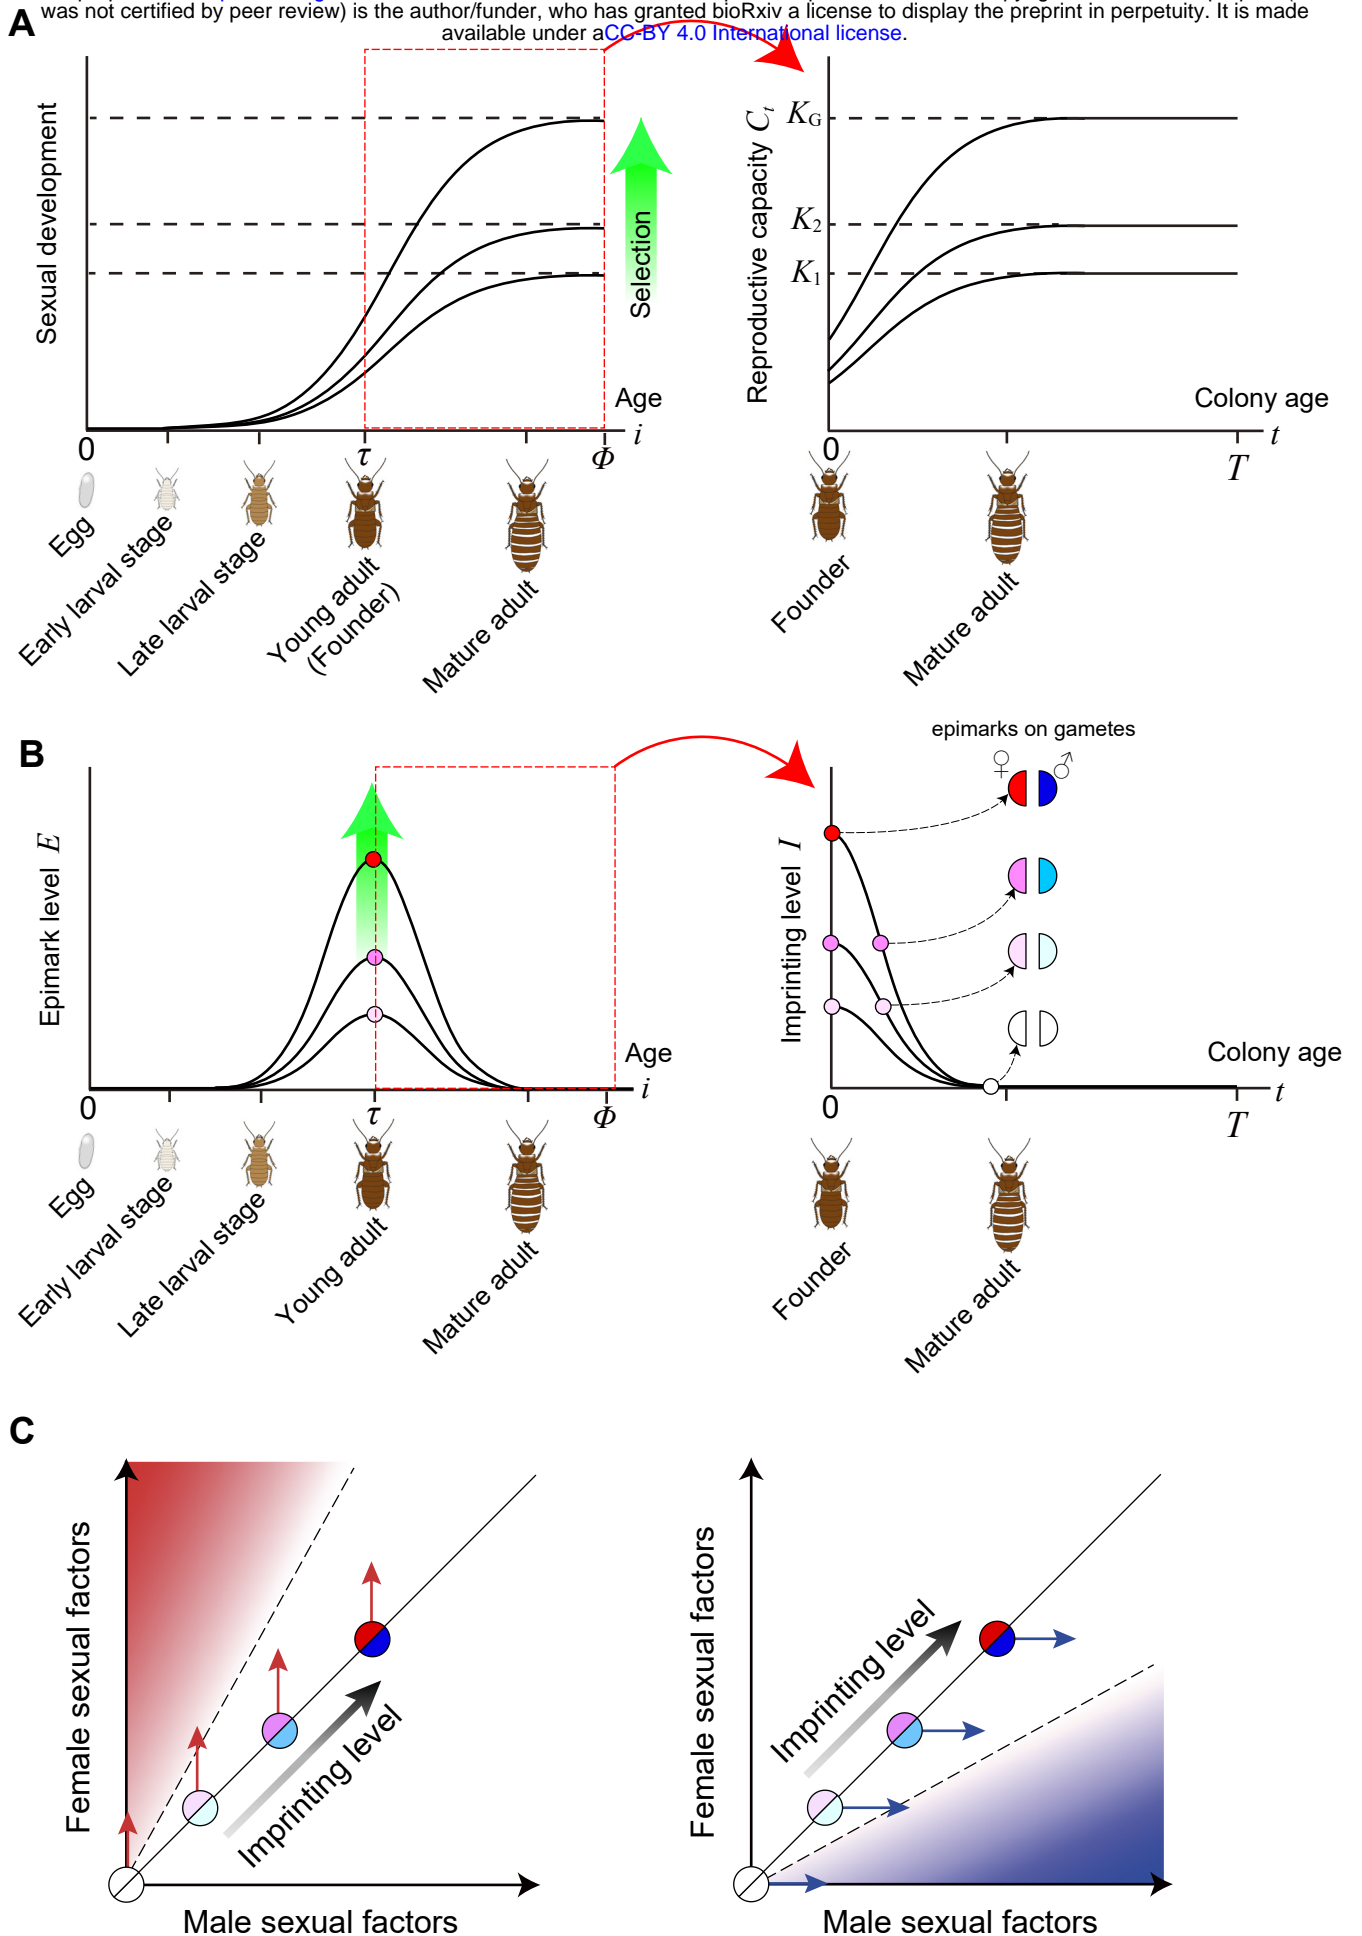 was not certified by peer review) is the author/funder, who has granted bioRxiv a license to display the preprint in perpetuity. It is made
available under aCC-BY 4.0 International license.
A
Sexual development
Selection
Age
i
0
τ
Φ
Egg
Early larval stage
Late larval stage
Young adult
(Founder)
Mature adult
Reproductive capacity Ct
KG
K2
K1
Colony age
t
0
T
Founder
Mature adult
B
Epimark level E
Age
i
0
τ
Φ
Egg
Early larval stage
Late larval stage
Young adult
Mature adult
epimarks on gametes
♀ ♂
Imprinting level I
Colony age
t
0
T
Founder
Mature adult
C
Female sexual factors
Imprinting level
Male sexual factors
Female sexual factors
Imprinting level
Male sexual factors